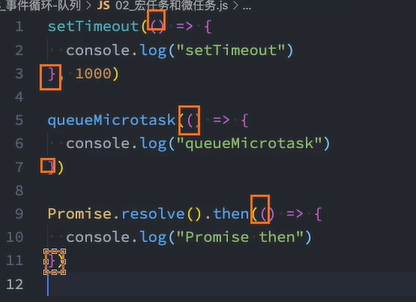 事件循环-队列 > JS 02_宏任务和微任务.js > ...
1 setTimeout(() => {
2 console.log("setTimeout")
3 }, 1000)
4
5 queueMicrotask(() => {
6 console.log("queueMicrotask")
7 })
8
9 Promise.resolve().then(() => {
10 console.log("Promise then")
11 })
12